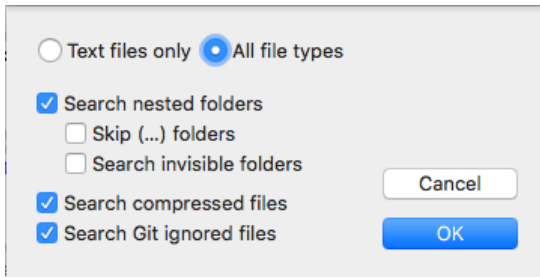 Text files only All file types
Search nested folders
Skip (...) folders
Search invisible folders
Cancel
Search compressed files
Search Git ignored files
OK